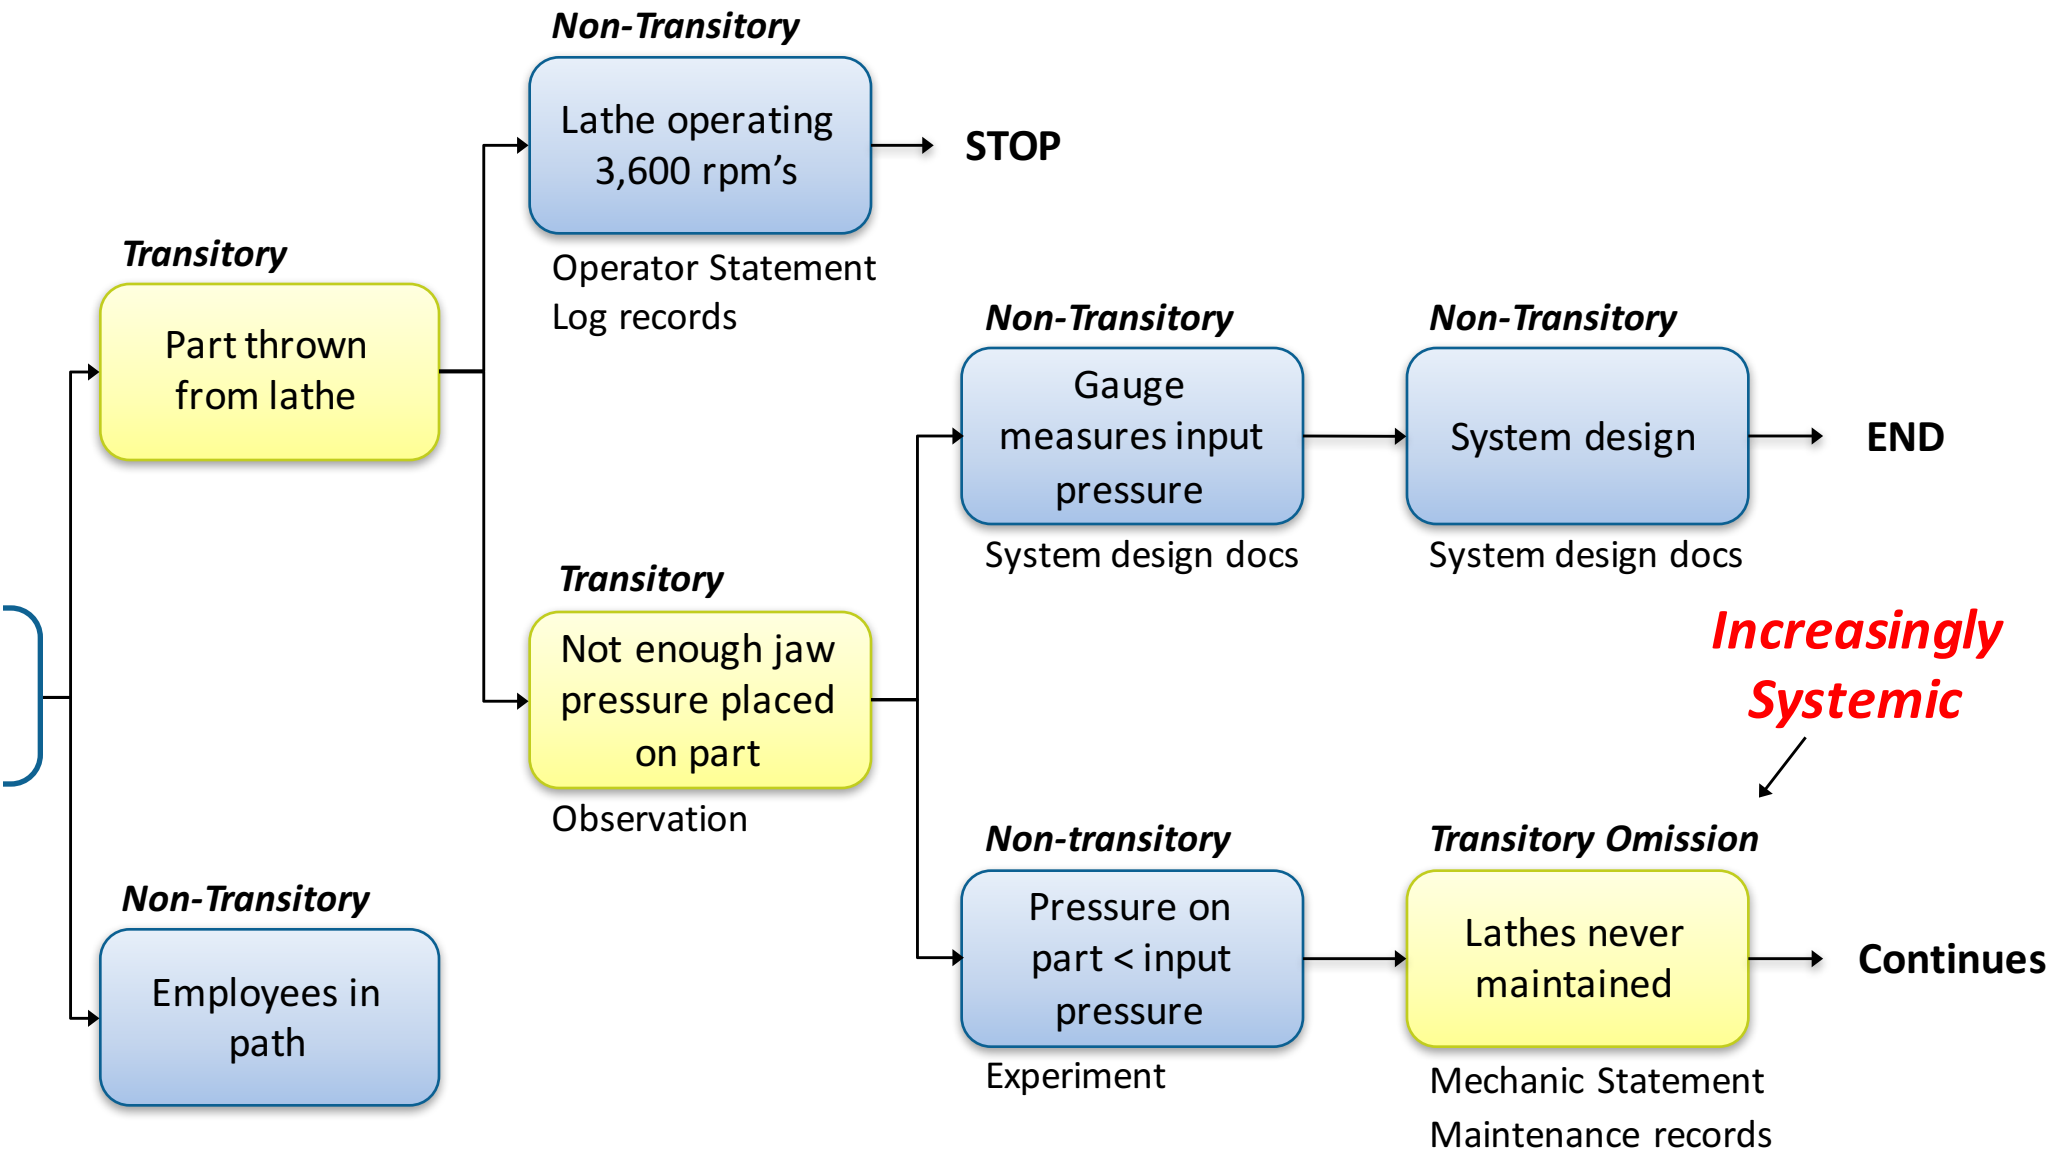 Non-Transitory
Lathe operating
3,600 rpm’s
STOP
Operator Statement
Log records
Transitory
Part thrown
from lathe
Non-Transitory
Gauge
measures input
pressure
System design docs
Non-Transitory
System design
END
System design docs
Transitory
Not enough jaw
pressure placed
on part
Observation
Increasingly
Systemic
Non-transitory
Pressure on
part < input
pressure
Experiment
Transitory Omission
Lathes never
maintained
Continues
Mechanic Statement
Maintenance records
Non-Transitory
Employees in
path